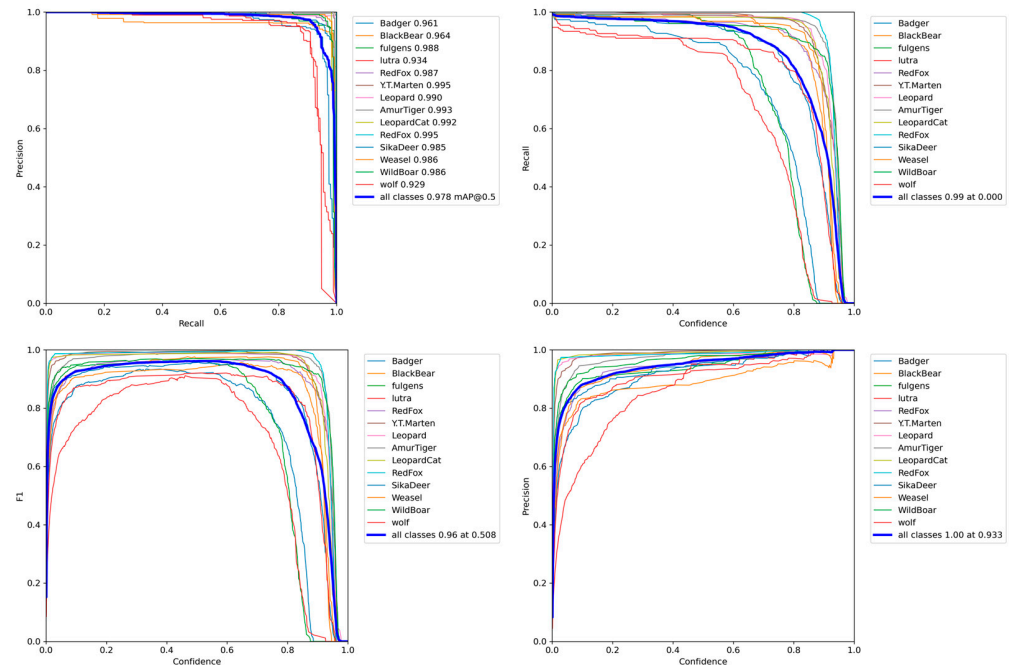 1.0
0.8
0.6
0.4
0.2
0.0
Precision
0.0
0.2
0.4
0.6
0.8
1.0
Recall
Badger 0.961
BlackBear 0.964
fulgens 0.988
lutra 0.934
RedFox 0.987
Y.T.Marten 0.995
Leopard 0.990
AmurTiger 0.993
LeopardCat 0.992
RedFox 0.995
SikaDeer 0.985
Weasel 0.986
WildBoar 0.986
wolf 0.929
all classes 0.978 mAP@0.5
1.0
0.8
0.6
0.4
0.2
0.0
Recall
0.0
0.2
0.4
0.6
0.8
1.0
Confidence
Badger
BlackBear
fulgens
lutra
RedFox
Y.T.Marten
Leopard
AmurTiger
LeopardCat
RedFox
SikaDeer
Weasel
WildBoar
wolf
all classes 0.99 at 0.000
1.0
0.8
0.6
0.4
0.2
0.0
F1
0.0
0.2
0.4
0.6
0.8
1.0
Confidence
Badger
BlackBear
fulgens
lutra
RedFox
Y.T.Marten
Leopard
AmurTiger
LeopardCat
RedFox
SikaDeer
Weasel
WildBoar
wolf
all classes 0.96 at 0.508
1.0
0.8
0.6
0.4
0.2
0.0
Precision
0.0
0.2
0.4
0.6
0.8
1.0
Confidence
Badger
BlackBear
fulgens
lutra
RedFox
Y.T.Marten
Leopard
AmurTiger
LeopardCat
RedFox
SikaDeer
Weasel
WildBoar
wolf
all classes 1.00 at 0.933